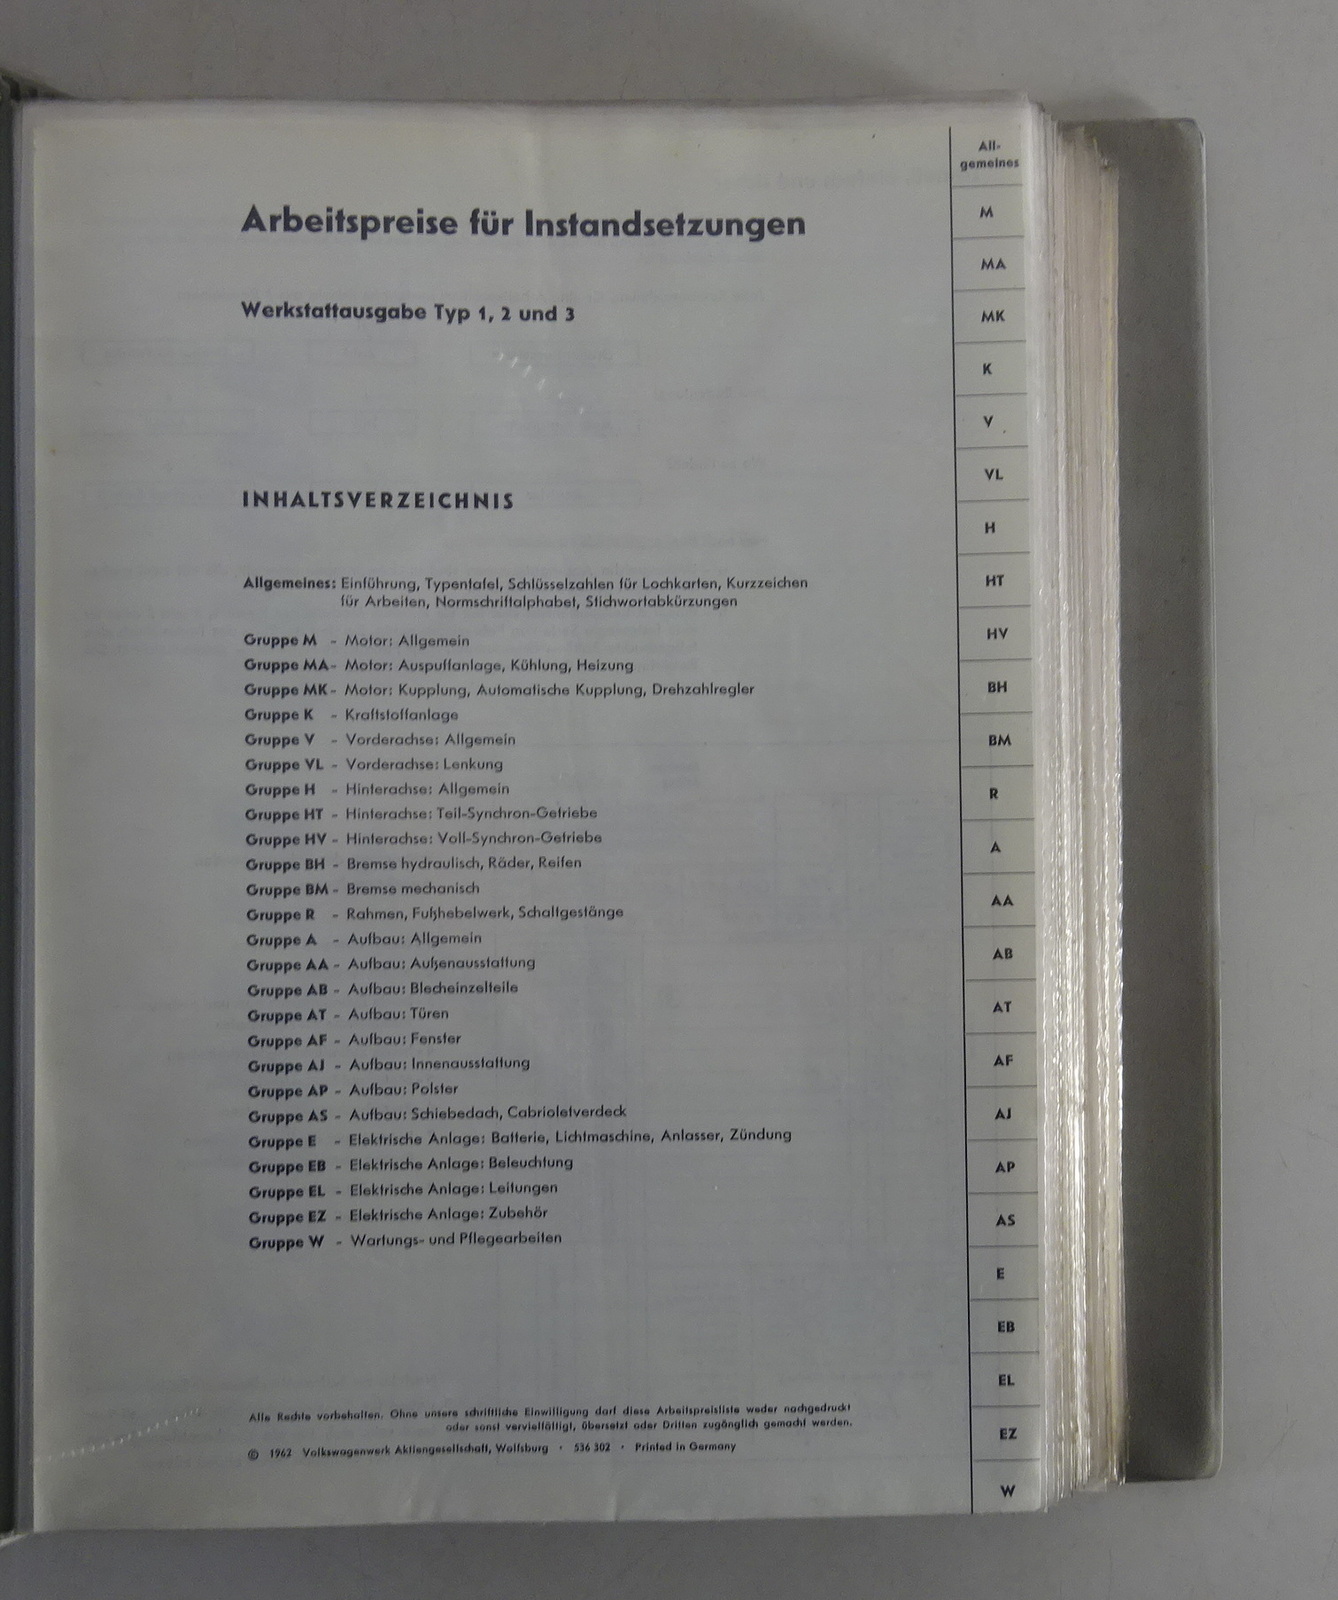 Arbeitspreise für Instandsetzungen
Werkstattausgabe Typ 1, 2 und 3
INHALTSVERZEICHNIS
Allgemeines: Einführung, Typentafel, Schlüsselzahlen für Lochkarten, Kurzzeichen
für Arbeiten, Normschriftalphabet, Stichwortabkürzungen
Gruppe M - Motor: Allgemein
Gruppe MA - Motor: Auspuffanlage, Kühlung, Heizung
Gruppe MK - Motor: Kupplung, Automatische Kupplung, Drehzahlregler
Gruppe K - Kraftstoffanlage
Gruppe V - Vorderachse: Allgemein
Gruppe VL - Vorderachse: Lenkung
Gruppe H - Hinterachse: Allgemein
Gruppe HT - Hinterachse: Teil-Synchron-Getriebe
Gruppe HV - Hinterachse: Voll-Synchron-Getriebe
Gruppe BH - Bremse hydraulisch, Räder, Reifen
Gruppe BM - Bremse mechanisch
Gruppe R - Rahmen, Fußhebelwerk, Schaltgestänge
Gruppe A - Aufbau: Allgemein
Gruppe AA - Aufbau: Außenausstattung
Gruppe AB - Aufbau: Blecheinzelteile
Gruppe AT - Aufbau: Türen
Gruppe AF - Aufbau: Fenster
Gruppe AJ - Aufbau: Innenausstattung
Gruppe AP - Aufbau: Polster
Gruppe AS - Aufbau: Schiebedach, Cabrioletverdeck
Gruppe E - Elektrische Anlage: Batterie, Lichtmaschine, Anlasser, Zündung
Gruppe EB - Elektrische Anlage: Beleuchtung
Gruppe EL - Elektrische Anlage: Leitungen
Gruppe EZ - Elektrische Anlage: Zubehör
Gruppe W - Wartungs- und Pflegearbeiten
Alle Rechte vorbehalten. Ohne unsere schriftliche Einwilligung darf diese Arbeitspreisliste weder nachgedruckt
oder sonst vervielfältigt, übersetzt oder Dritten zugänglich gemacht werden.
© 1962 Volkswagenwerk Aktiengesellschaft, Wolfsburg · 536 302 · Printed in Germany
All-
gemeines
M
MA
MK
K
V
VL
H
HT
HV
BH
BM
R
A
AA
AB
AT
AF
AJ
AP
AS
E
EB
EL
EZ
W